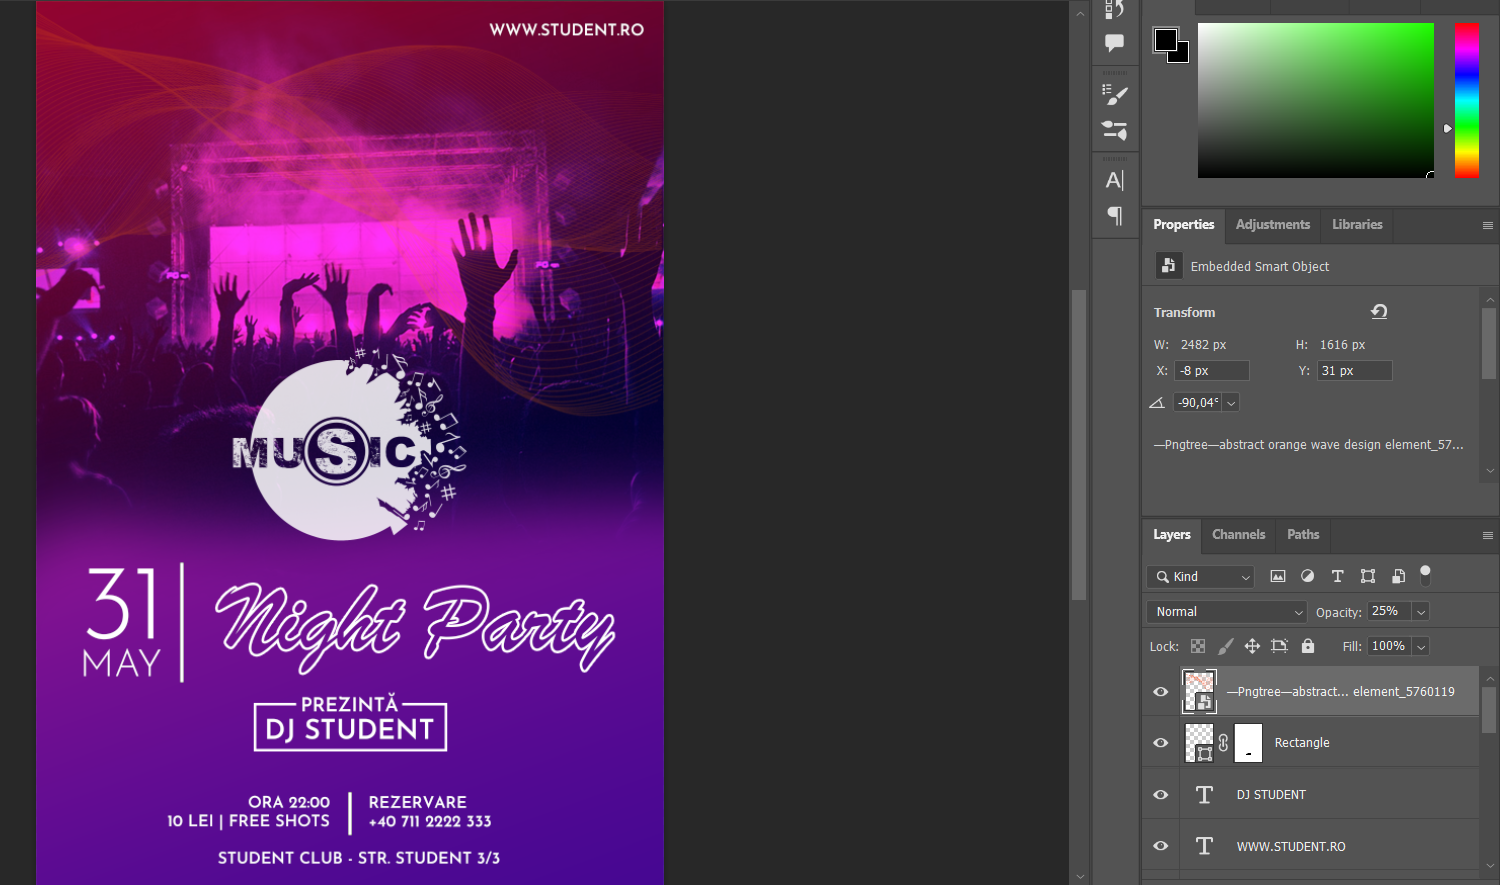 WWW.STUDENT.RO
MUSIC
31
MAY
Night Party
PREZINTĂ
DJ STUDENT
ORA 22:00
10 LEI | FREE SHOTS
REZERVARE
+40 711 2222 333
STUDENT CLUB - STR. STUDENT 3/3
A
Properties
Adjustments
Libraries
Embedded Smart Object
Transform
W: 2482 px
H: 1616 px
X: -8 px
Y: 31 px
-90,04°
—Pngtree—abstract orange wave design element_57...
Layers
Channels
Paths
Kind
T
Normal
Opacity: 25%
Lock:
Fill: 100%
—Pngtree—abstract... element_5760119
Rectangle
T DJ STUDENT
T WWW.STUDENT.RO